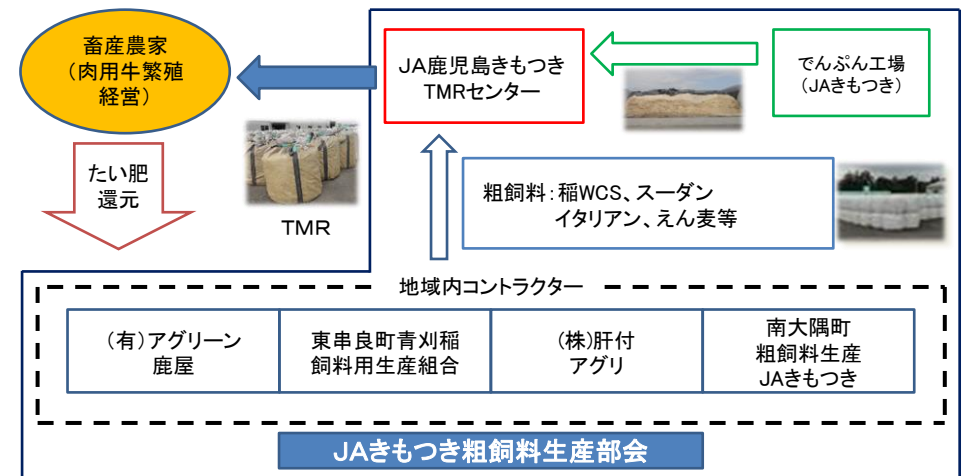 畜産農家
（肉用牛繁殖
経営）
JA鹿児島きもつき
TMRセンター
でんぷん工場
（JAきもつき）
たい肥
還元
TMR
粗飼料：稲WCS、スーダン
イタリアン、えん麦等
地域内コントラクター
（有）アグリーン
鹿屋
東串良町青刈稲
飼料用生産組合
（株）肝付
アグリ
南大隅町
粗飼料生産
JAきもつき
JAきもつき粗飼料生産部会